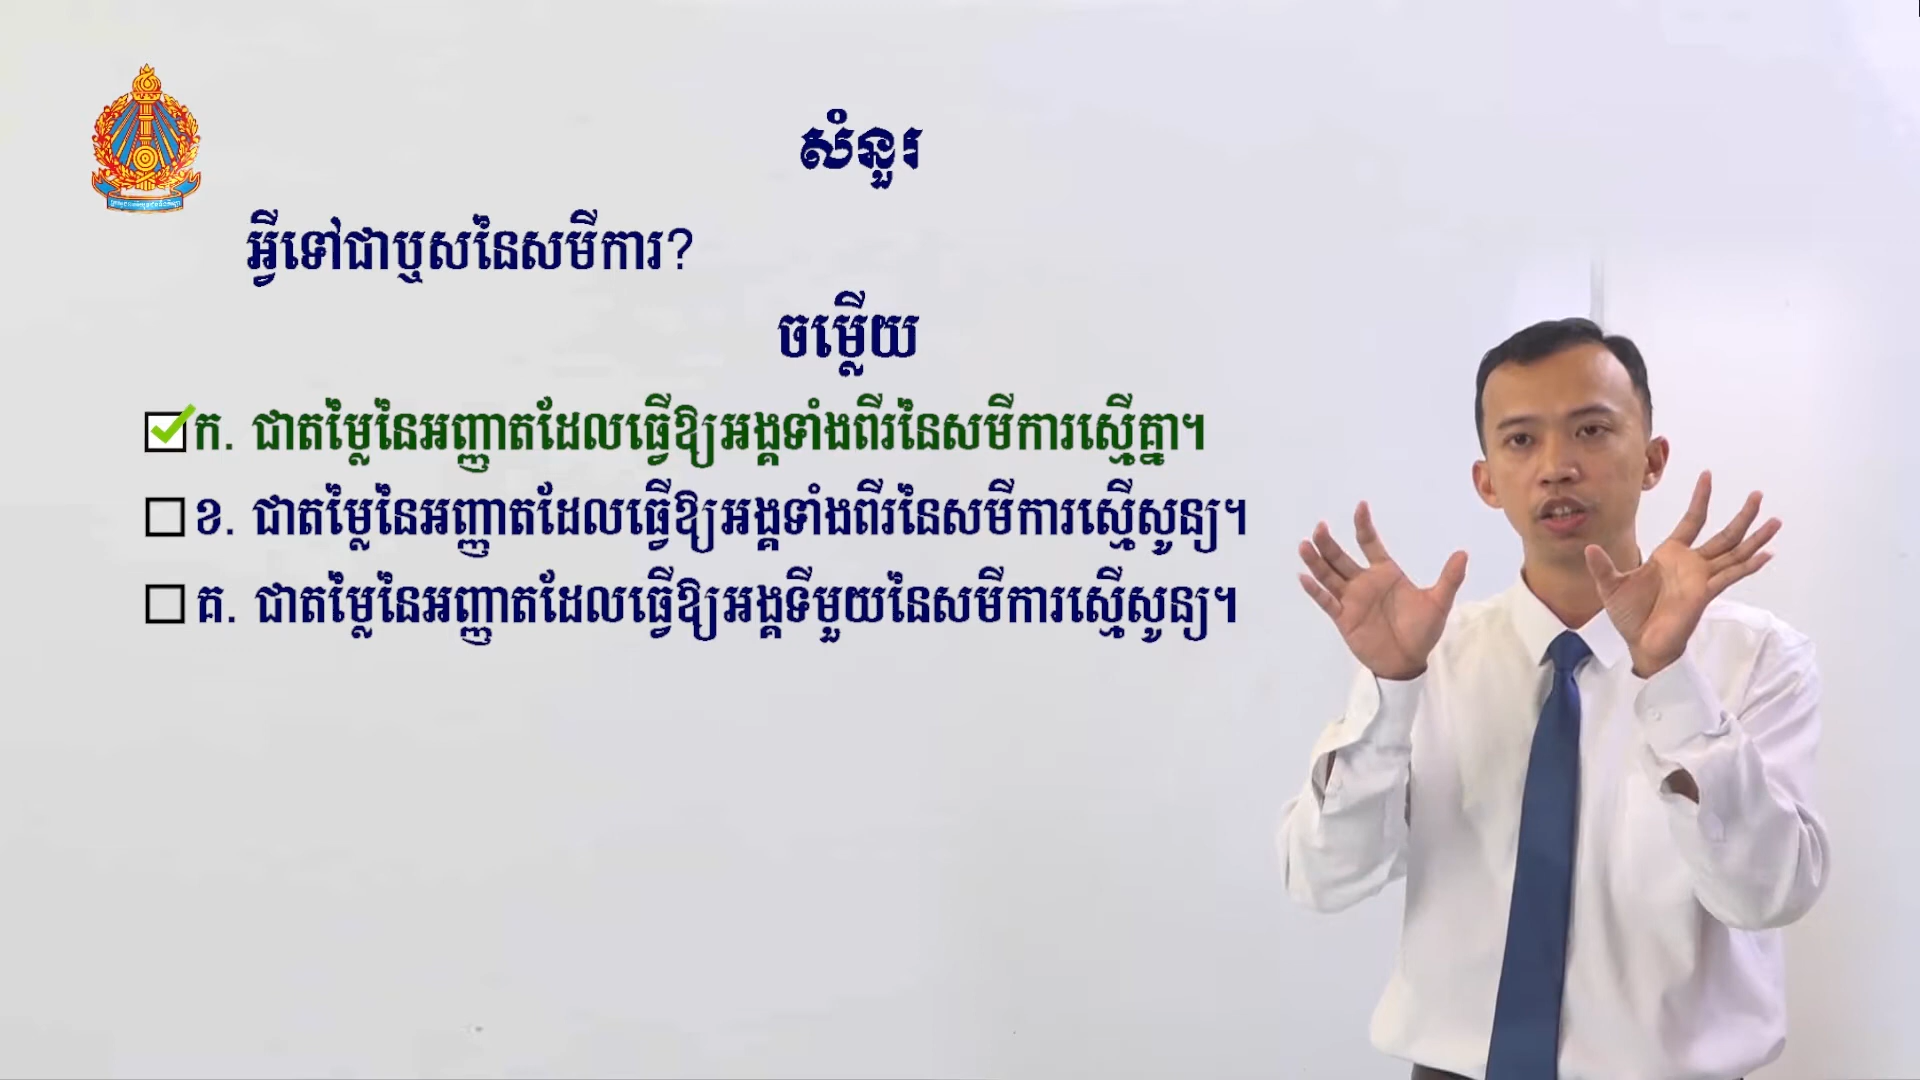 សំនួរ
អ្វីទៅជាឬសនៃសមីការ?
ចម្លើយ
ក. ជាតម្លៃនៃអញ្ញាតដែលធ្វើឱ្យអង្គទាំងពីរនៃសមីការស្មើគ្នា។
ខ. ជាតម្លៃនៃអញ្ញាតដែលធ្វើឱ្យអង្គទាំងពីរនៃសមីការស្មើសូន្យ។
គ. ជាតម្លៃនៃអញ្ញាតដែលធ្វើឱ្យអង្គទីមួយនៃសមីការស្មើសូន្យ។